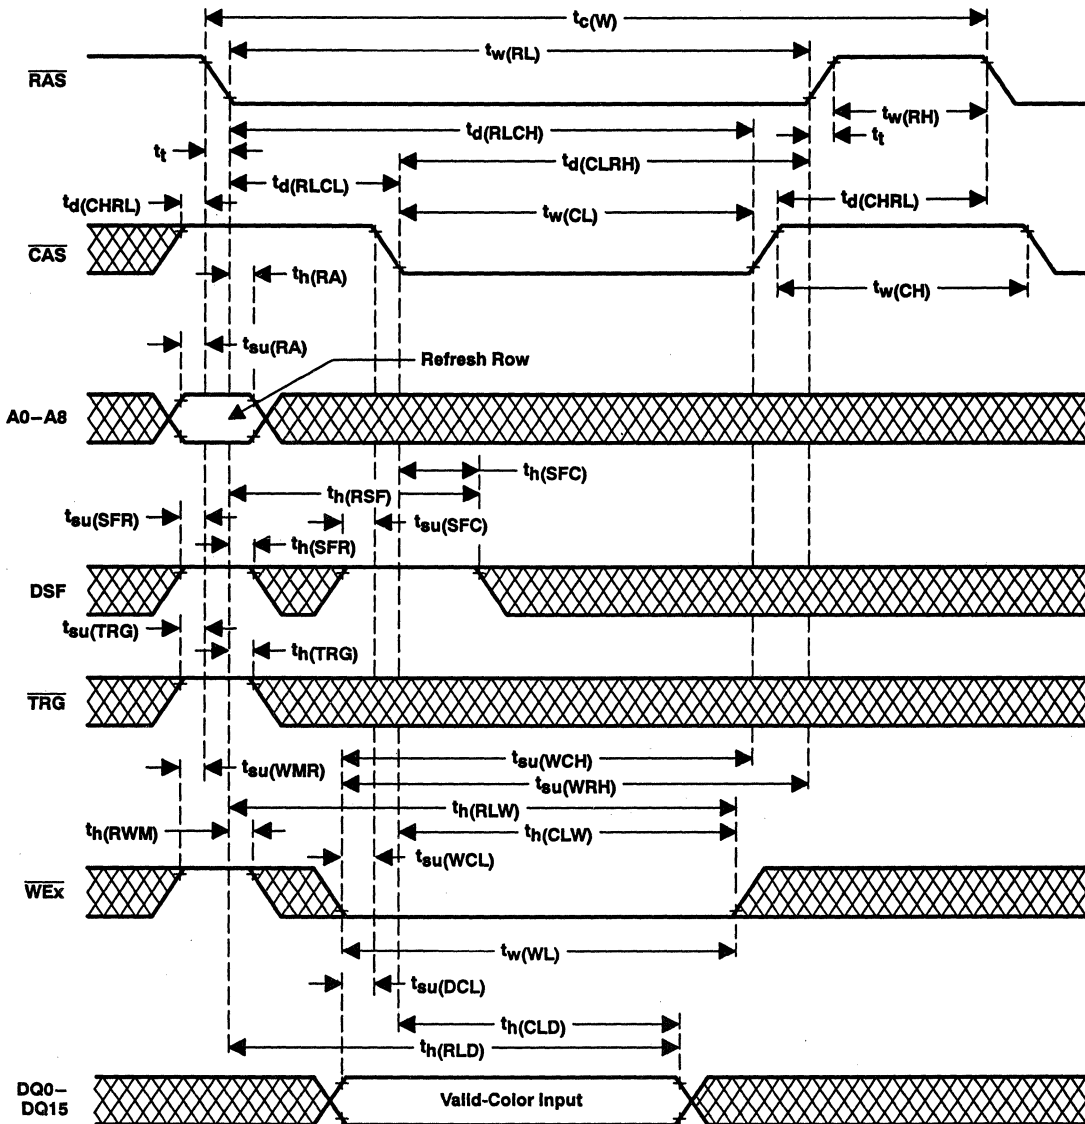 tc(W)
tw(RL)
RAS
td(RLCH)
tw(RH)
tt
tt
td(CLRH)
td(RLCL)
td(CHRL)
td(CHRL)
tw(CL)
CAS
th(RA)
tw(CH)
tsu(RA)
Refresh Row
A0–A8
th(SFC)
th(RSF)
tsu(SFR)
tsu(SFC)
th(SFR)
DSF
tsu(TRG)
th(TRG)
TRG
tsu(WCH)
tsu(WMR)
tsu(WRH)
th(RLW)
th(RWM)
th(CLW)
tsu(WCL)
WEx
tw(WL)
tsu(DCL)
th(CLD)
th(RLD)
DQ0–
DQ15
Valid-Color Input